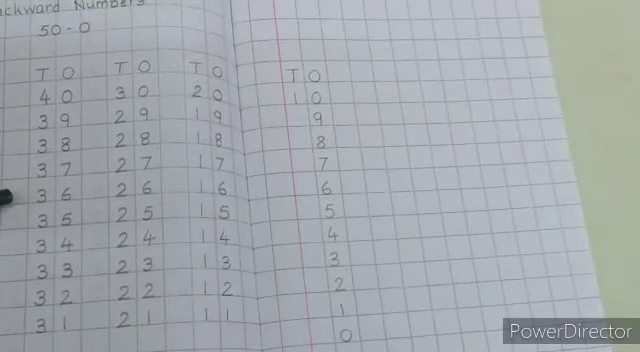 ckward Numbers
50-0
T O T O T O T O
4 0 3 0 2 0 1 0
3 9 2 9 1 9 9
3 8 2 8 1 8 8
3 7 2 7 1 7 7
3 6 2 6 1 6 6
3 5 2 5 1 5 5
3 4 2 4 1 4 4
3 3 2 3 1 3 3
3 2 2 2 1 2 2
3 1 2 1 1 1 1
0
PowerDirector